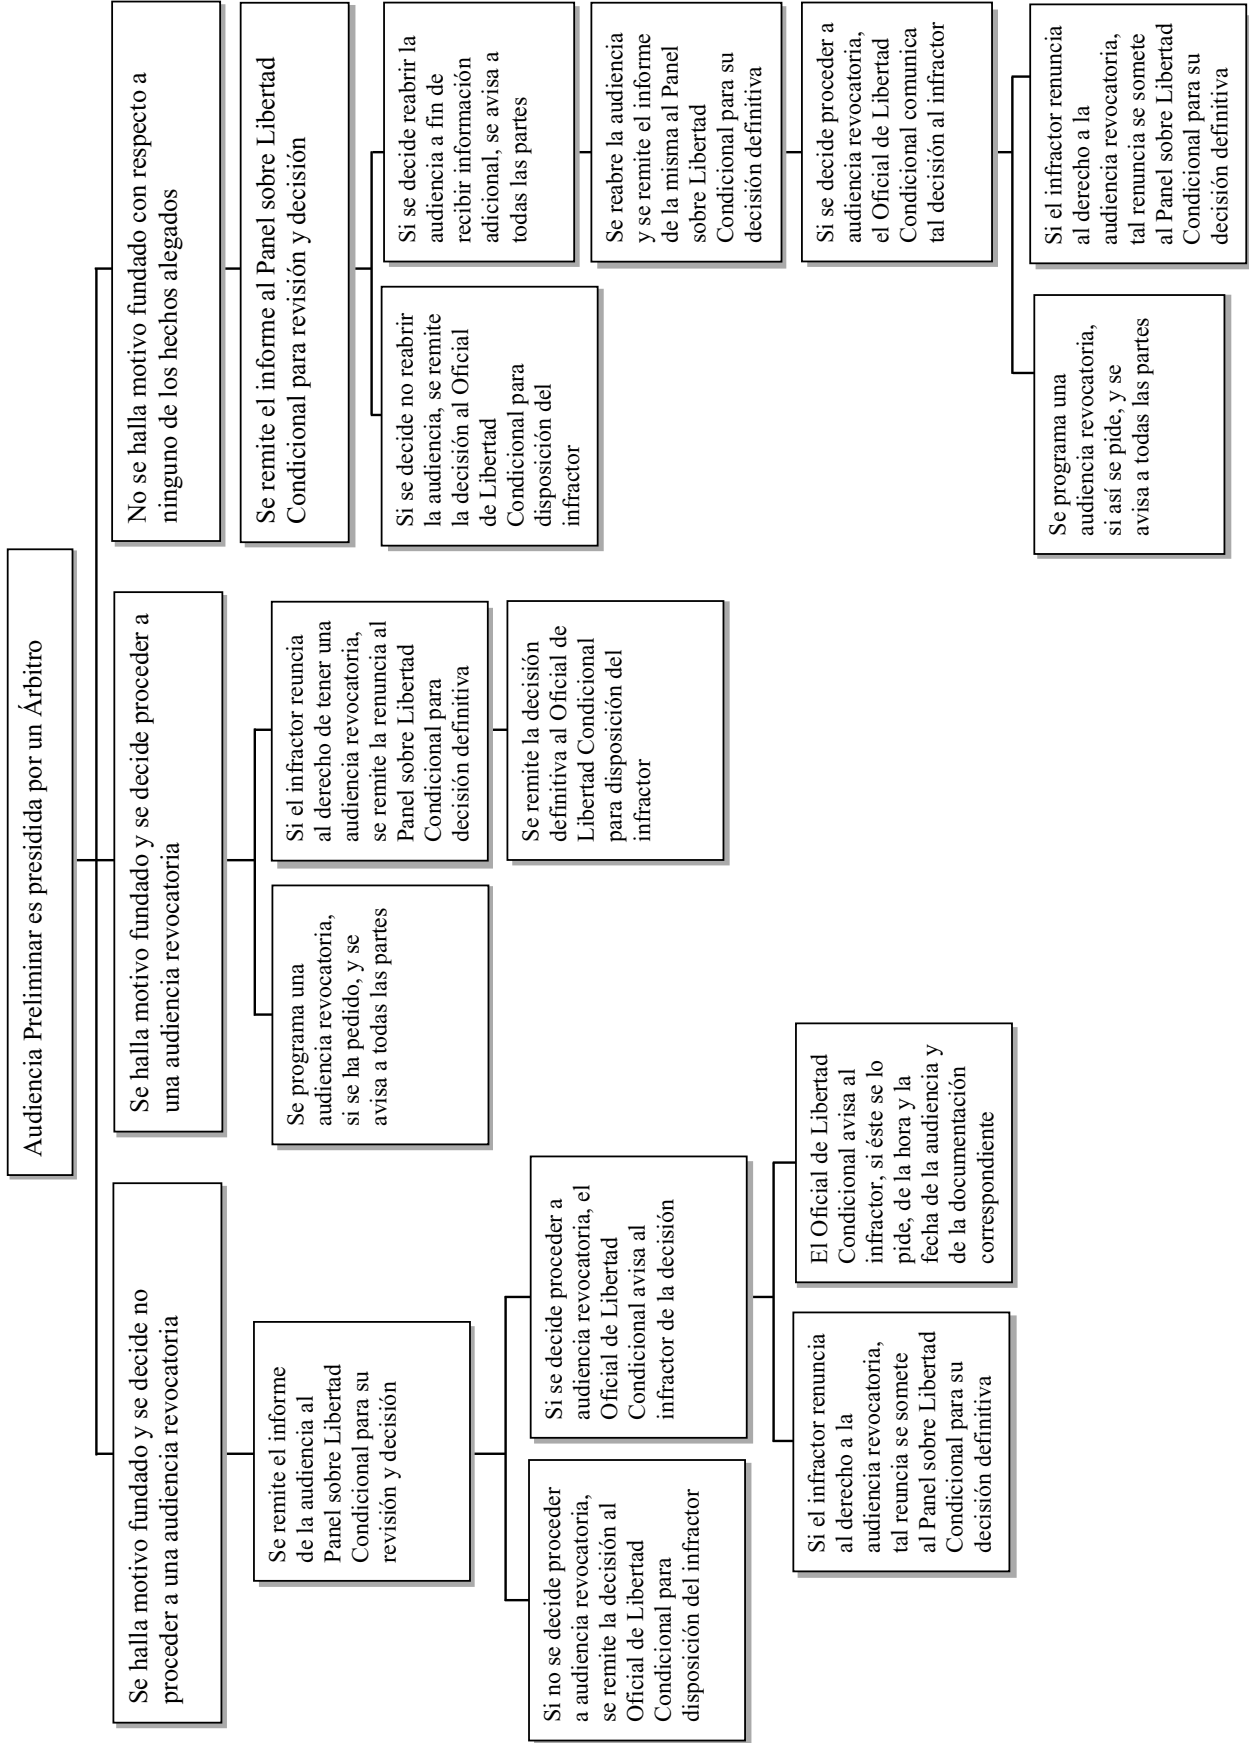 Audiencia Preliminar es presidida por un Árbitro
Se halla motivo fundado y se decide no
proceder a una audiencia revocatoria
Se remite el informe
de la audiencia al
Panel sobre Libertad
Condicional para su
revisión y decisión
Si no se decide proceder
a audiencia revocatoria,
se remite la decisión al
Oficial de Libertad
Condicional para
disposición del infractor
Si se decide proceder a
audiencia revocatoria, el
Oficial de Libertad
Condicional avisa al
infractor de la decisión
Si el infractor renuncia
al derecho a la
audiencia revocatoria,
tal reuncia se somete
al Panel sobre Libertad
Condicional para su
decisión definitiva
El Oficial de Libertad
Condicional avisa al
infractor, si éste se lo
pide, de la hora y la
fecha de la audiencia y
de la documentación
correspondiente
Se halla motivo fundado y se decide proceder a
una audiencia revocatoria
Se programa una
audiencia revocatoria,
si se ha pedido, y se
avisa a todas las partes
Si el infractor reuncia
al derecho de tener una
audiencia revocatoria,
se remite la renuncia al
Panel sobre Libertad
Condicional para
decisión definitiva
Se remite la decisión
definitiva al Oficial de
Libertad Condicional
para disposición del
infractor
No se halla motivo fundado con respecto a
ninguno de los hechos alegados
Se remite el informe al Panel sobre Libertad
Condicional para revisión y decisión
Si se decide no reabrir
la audiencia, se remite
la decisión al Oficial
de Libertad
Condicional para
disposición del
infractor
Si se decide reabrir la
audiencia a fin de
recibir información
adicional, se avisa a
todas las partes
Se reabre la audiencia
y se remite el informe
de la misma al Panel
sobre Libertad
Condicional para su
decisión definitiva
Si se decide proceder a
audiencia revocatoria,
el Oficial de Libertad
Condicional comunica
tal decisión al infractor
Se programa una
audiencia revocatoria,
si así se pide, y se
avisa a todas las partes
Si el infractor renuncia
al derecho a la
audiencia revocatoria,
tal renuncia se somete
al Panel sobre Libertad
Condicional para su
decisión definitiva